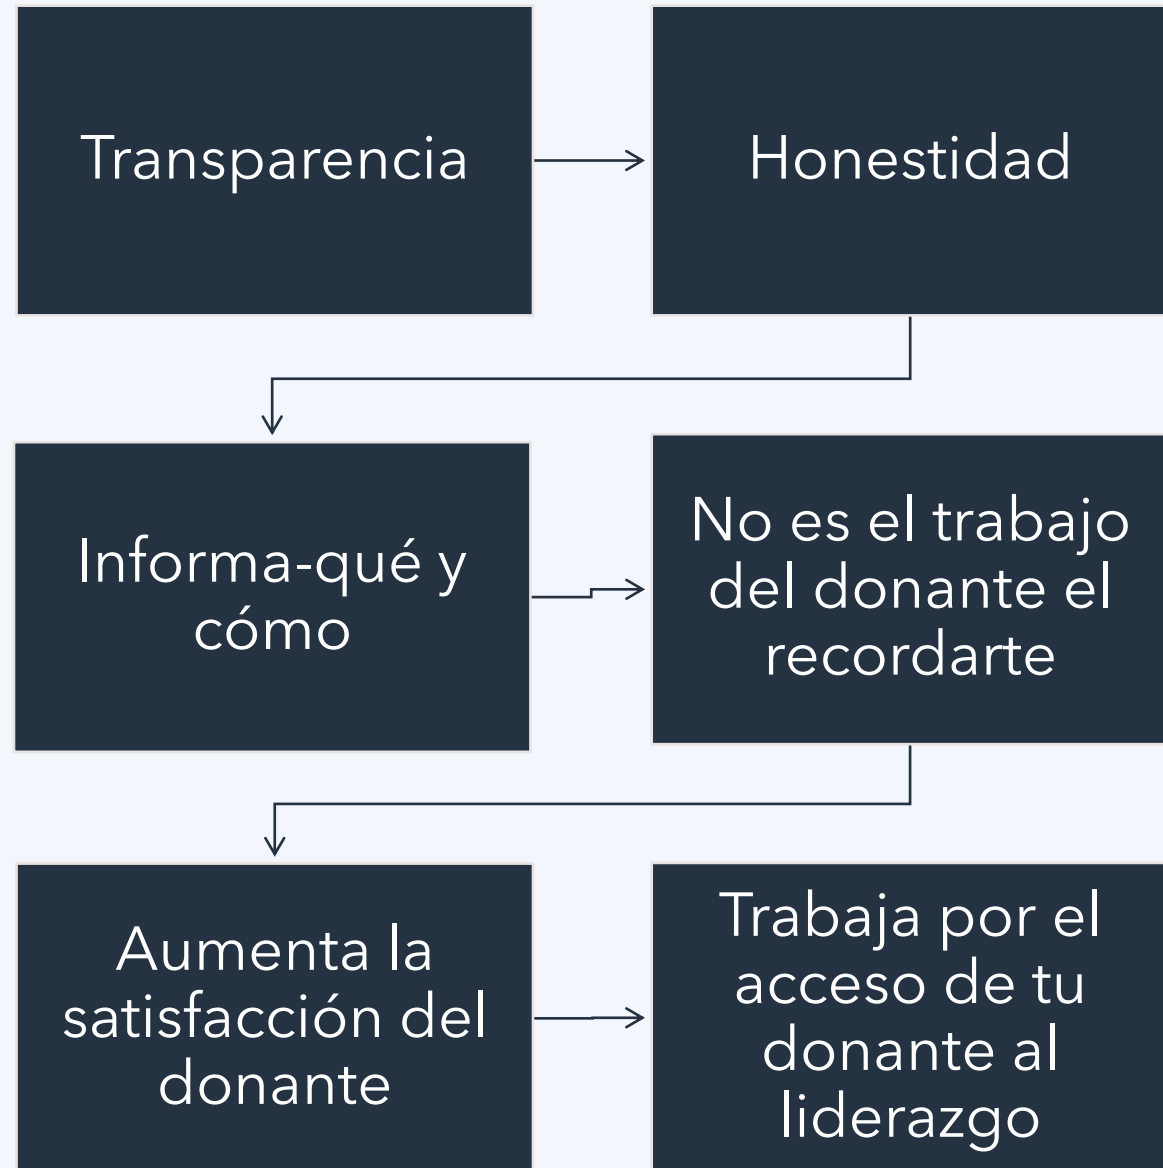 Transparencia
Honestidad
Informa-qué y
cómo
No es el trabajo
del donante el
recordarte
Aumenta la
satisfacción del
donante
Trabaja por el
acceso de tu
donante al
liderazgo